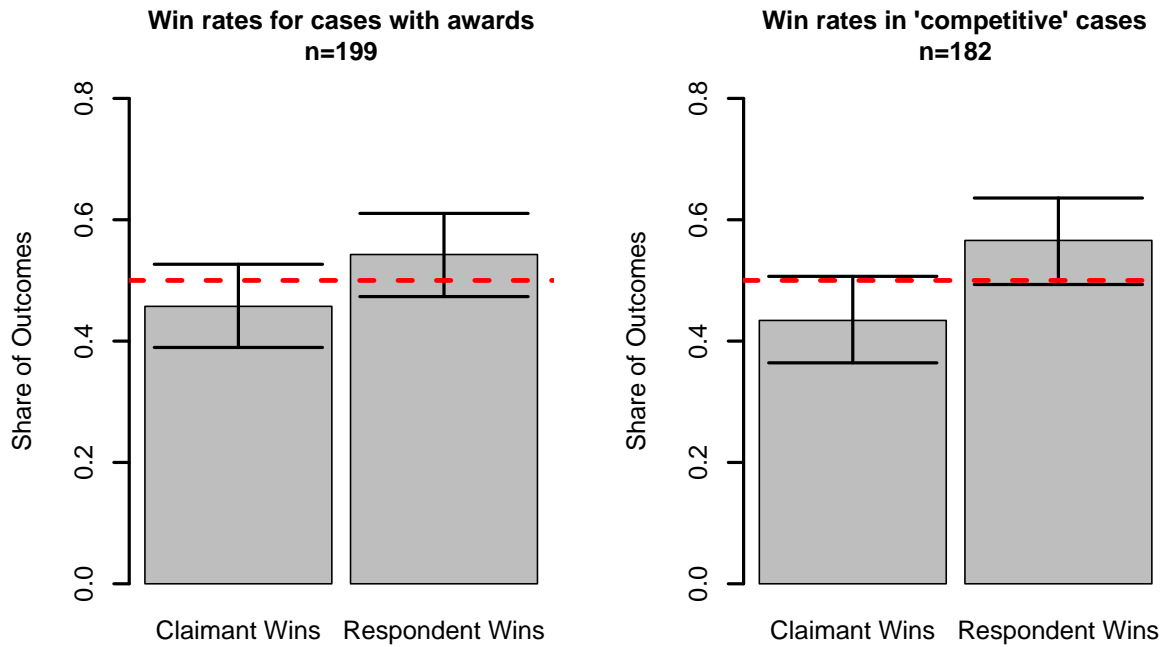 Win rates for cases with awards
n=199
Share of Outcomes
0.8
0.6
0.4
0.2
0.0
Claimant Wins
Respondent Wins
Win rates in 'competitive' cases
n=182
Share of Outcomes
0.8
0.6
0.4
0.2
0.0
Claimant Wins
Respondent Wins